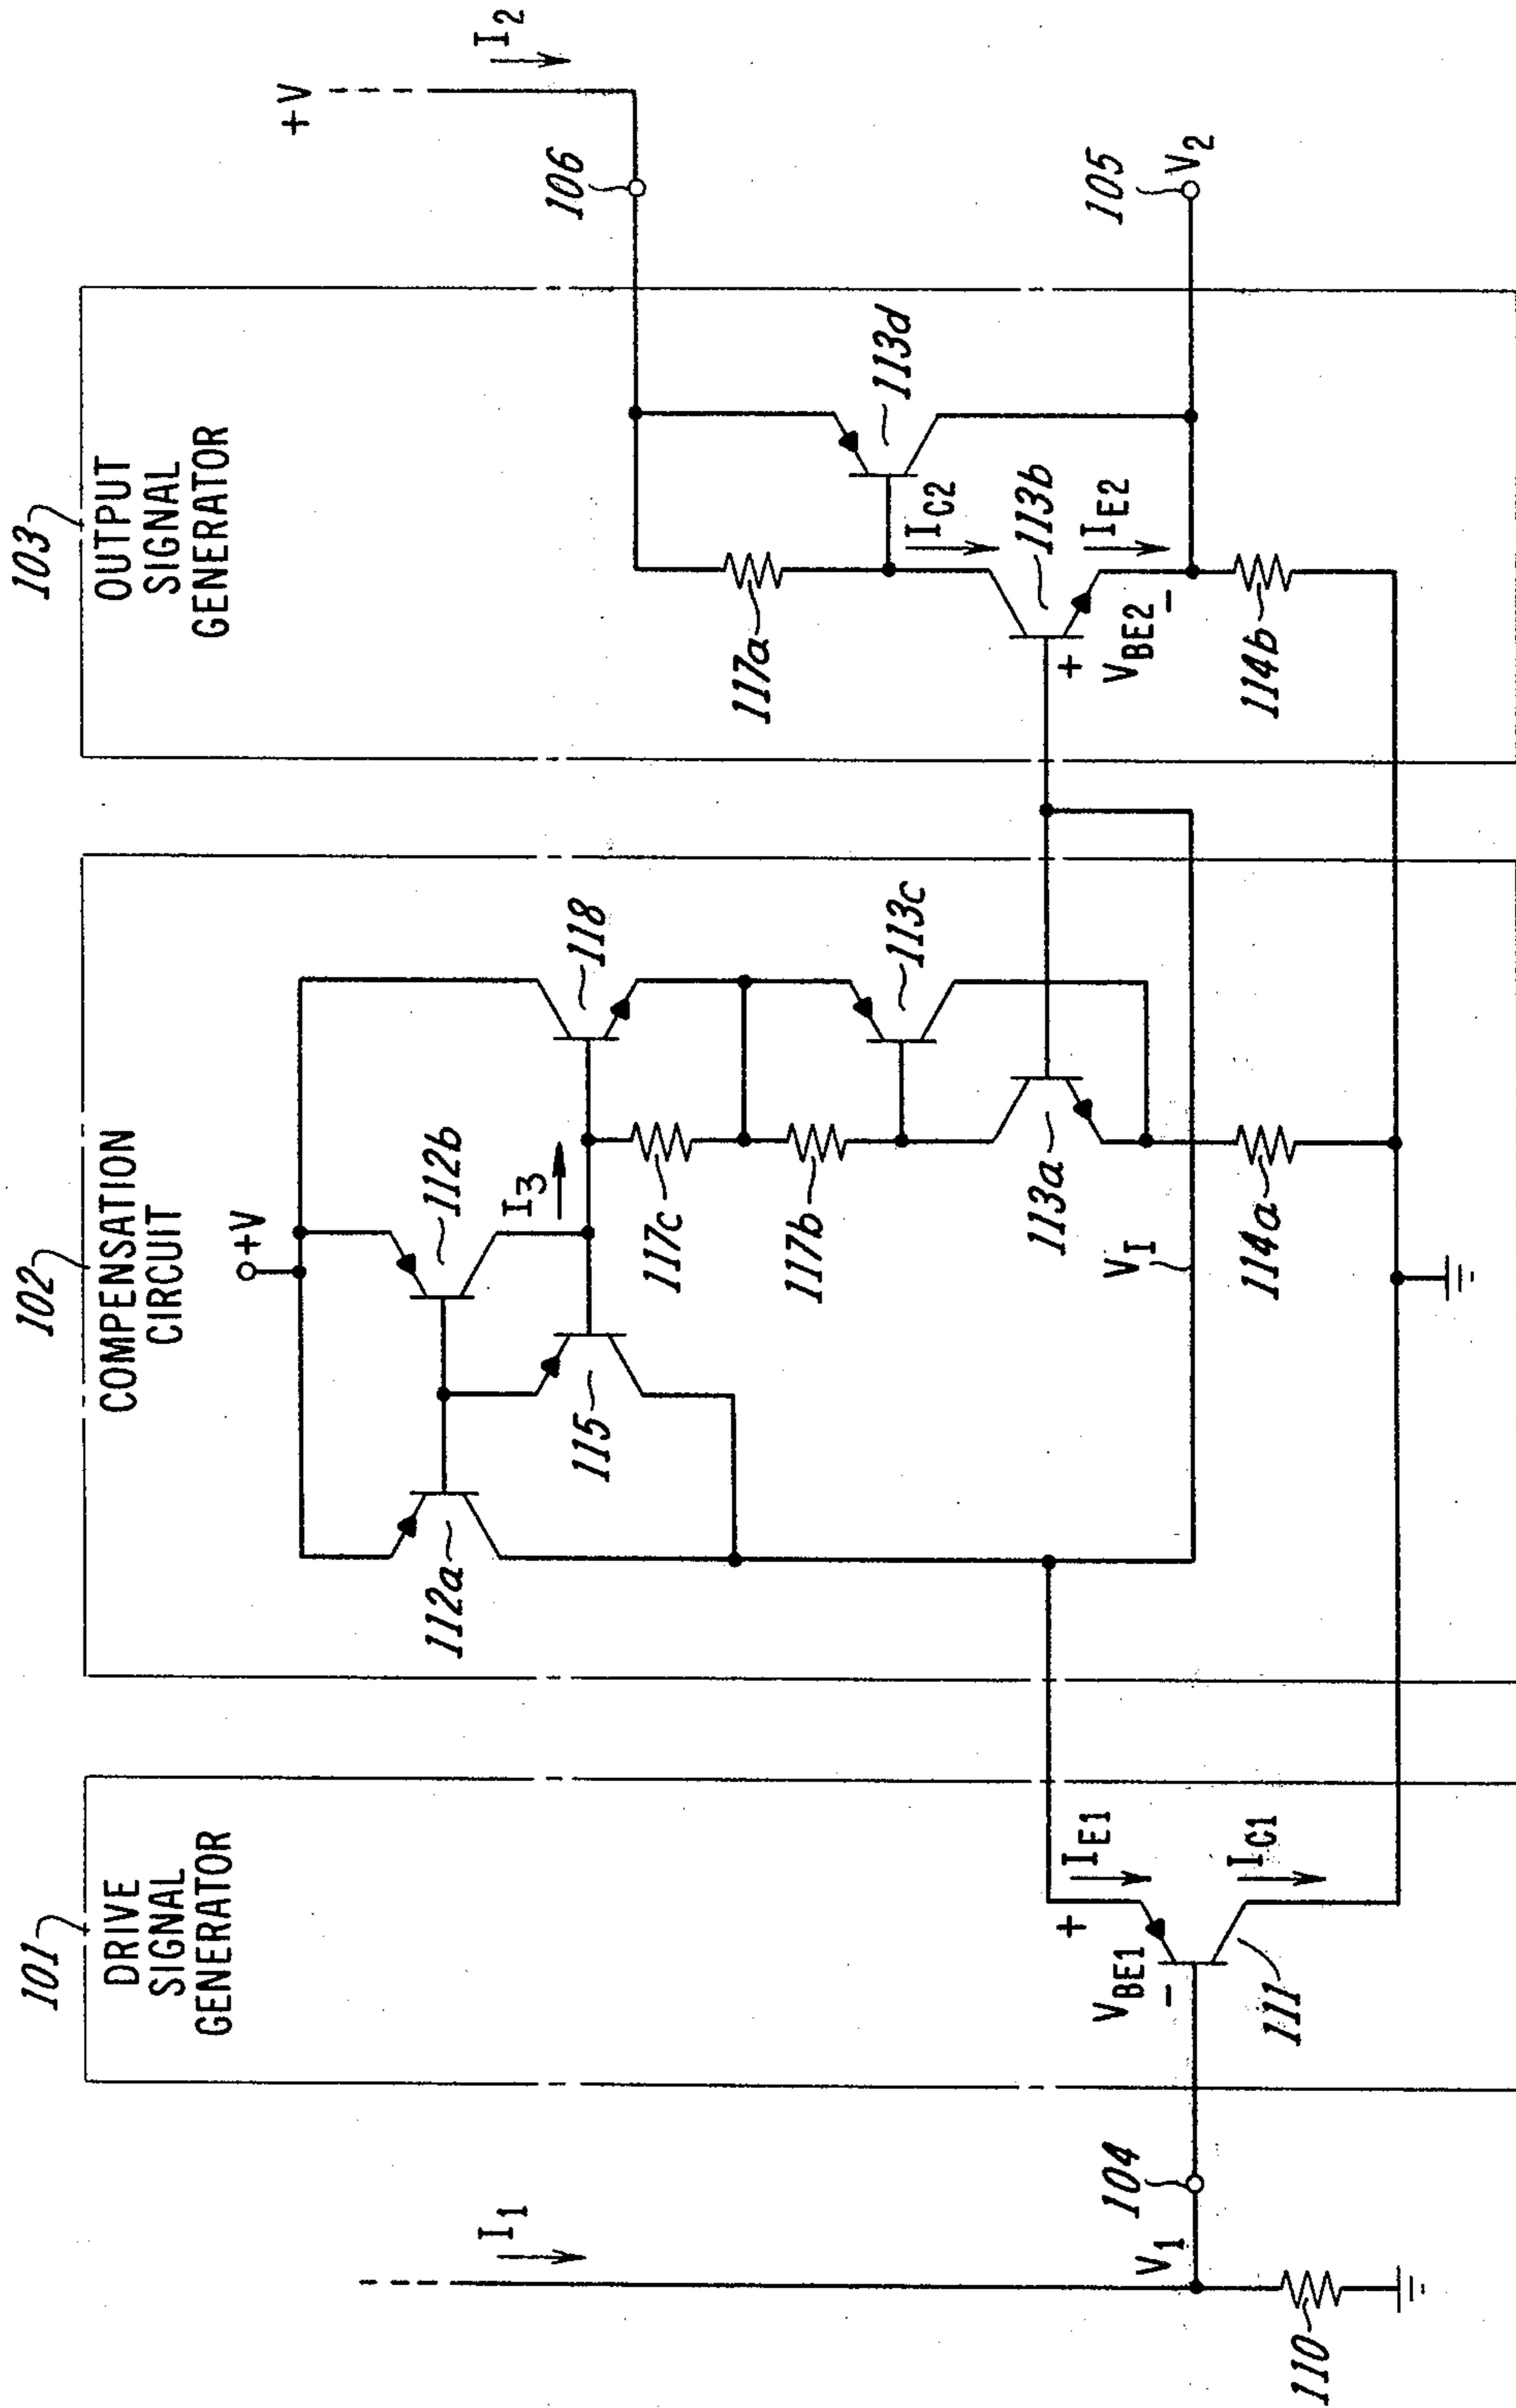 101
DRIVE
SIGNAL
GENERATOR
102
COMPENSATION
CIRCUIT
103
OUTPUT
SIGNAL
GENERATOR
+V
+V
I2
106
112a
112b
I3
115
118
117c
117b
113c
113a
VI
114a
117a
113d
IC2
113b
IE2
+
VBE2
-
114b
105
V2
I1
V1
104
110
+
VBE1
-
IE1
IC1
111